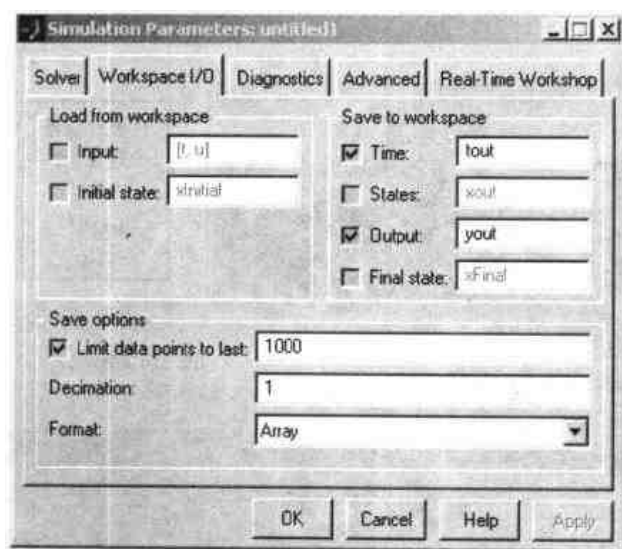 Simulation Parameters: untitled1
Solver Workspace I/O Diagnostics Advanced Real-Time Workshop
Load from workspace
Input: [t, u]
Initial state: xInitial
Save to workspace
Time: tout
States: xout
Output: yout
Final state: xFinal
Save options
Limit data points to last: 1000
Decimation: 1
Format: Array
OK Cancel Help Apply